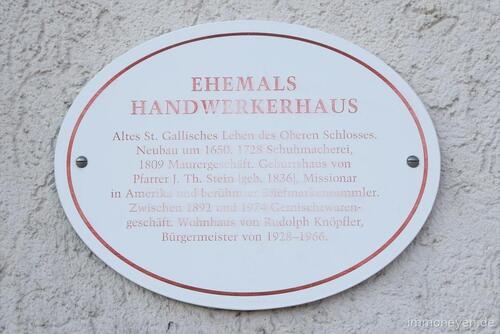 EHEMALS
HANDWERKERHAUS
Altes St. Gallisches Lehen des Oberen Schlosses.
Neubau um 1650. 1728 Schuhmacherei,
1809 Maurergeschäft. Geburtshaus von
Pfarrer J. Th. Stein [geb. 1836], Missionar
in Amerika und berühmter Briefmarkensammler.
Zwischen 1892 und 1974 Gemischtwaren-
geschäft. Wohnhaus von Rudolph Knöpfler,
Bürgermeister von 1928–1966.
immoneyen.de